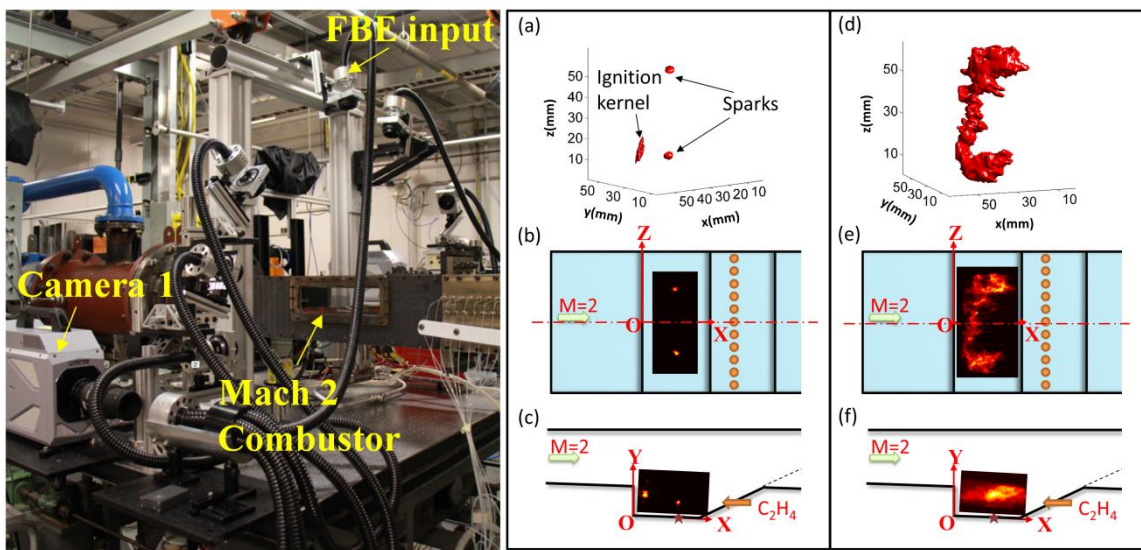 FBE input
Camera 1
Mach 2
Combustor
(a)
Ignition
kernel
Sparks
z(mm)
50
40
30
20
10
50
30
10
y(mm)
50 40 30 20 10
x(mm)
(b)
Z
M=2
O
X
(c)
M=2
Y
O
X
C₂H₄
(d)
z(mm)
50
30
10
50
30
10
y(mm)
50
10
x(mm)
(e)
Z
M=2
O
X
(f)
M=2
Y
O
X
C₂H₄